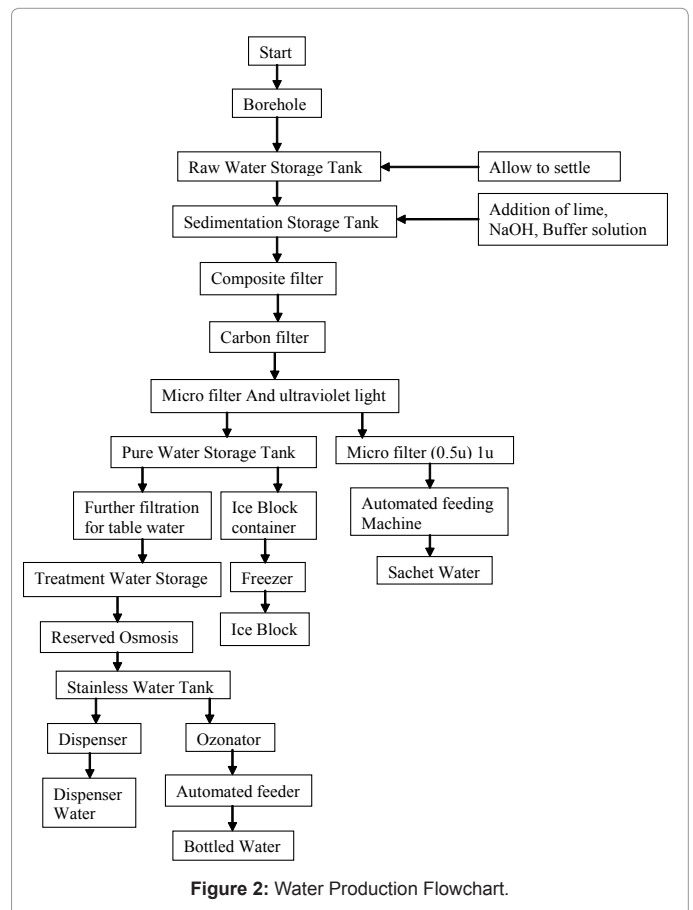 Start
Borehole
Raw Water Storage Tank
Allow to settle
Sedimentation Storage Tank
Addition of lime,
NaOH, Buffer solution
Composite filter
Carbon filter
Micro filter And ultraviolet light
Pure Water Storage Tank
Micro filter (0.5u) 1u
Further filtration
for table water
Ice Block
container
Automated feeding
Machine
Treatment Water Storage
Freezer
Sachet Water
Reserved Osmosis
Ice Block
Stainless Water Tank
Dispenser
Ozonator
Dispenser
Water
Automated feeder
Bottled Water
Figure 2: Water Production Flowchart.